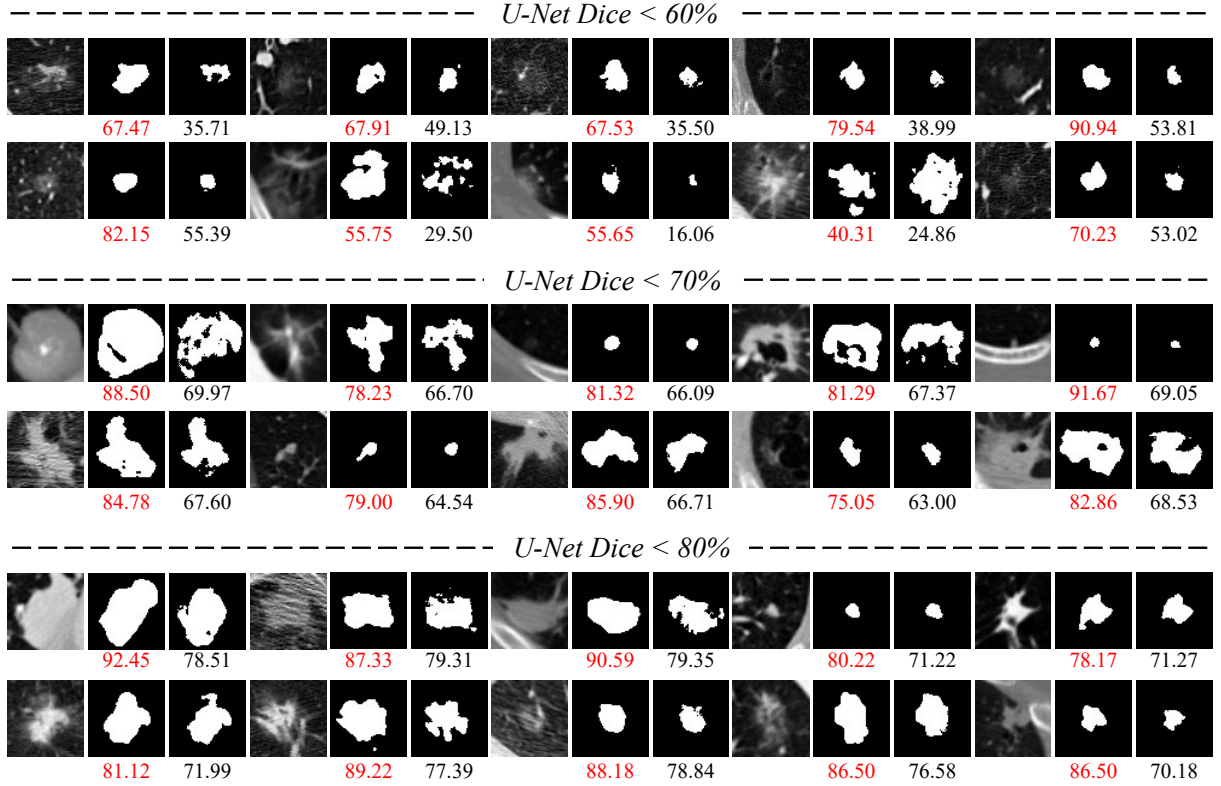 U-Net Dice < 60%
67.47 35.71 67.91 49.13 67.53 35.50 79.54 38.99 90.94 53.81
82.15 55.39 55.75 29.50 55.65 16.06 40.31 24.86 70.23 53.02
U-Net Dice < 70%
88.50 69.97 78.23 66.70 81.32 66.09 81.29 67.37 91.67 69.05
84.78 67.60 79.00 64.54 85.90 66.71 75.05 63.00 82.86 68.53
U-Net Dice < 80%
92.45 78.51 87.33 79.31 90.59 79.35 80.22 71.22 78.17 71.27
81.12 71.99 89.22 77.39 88.18 78.84 86.50 76.58 86.50 70.18